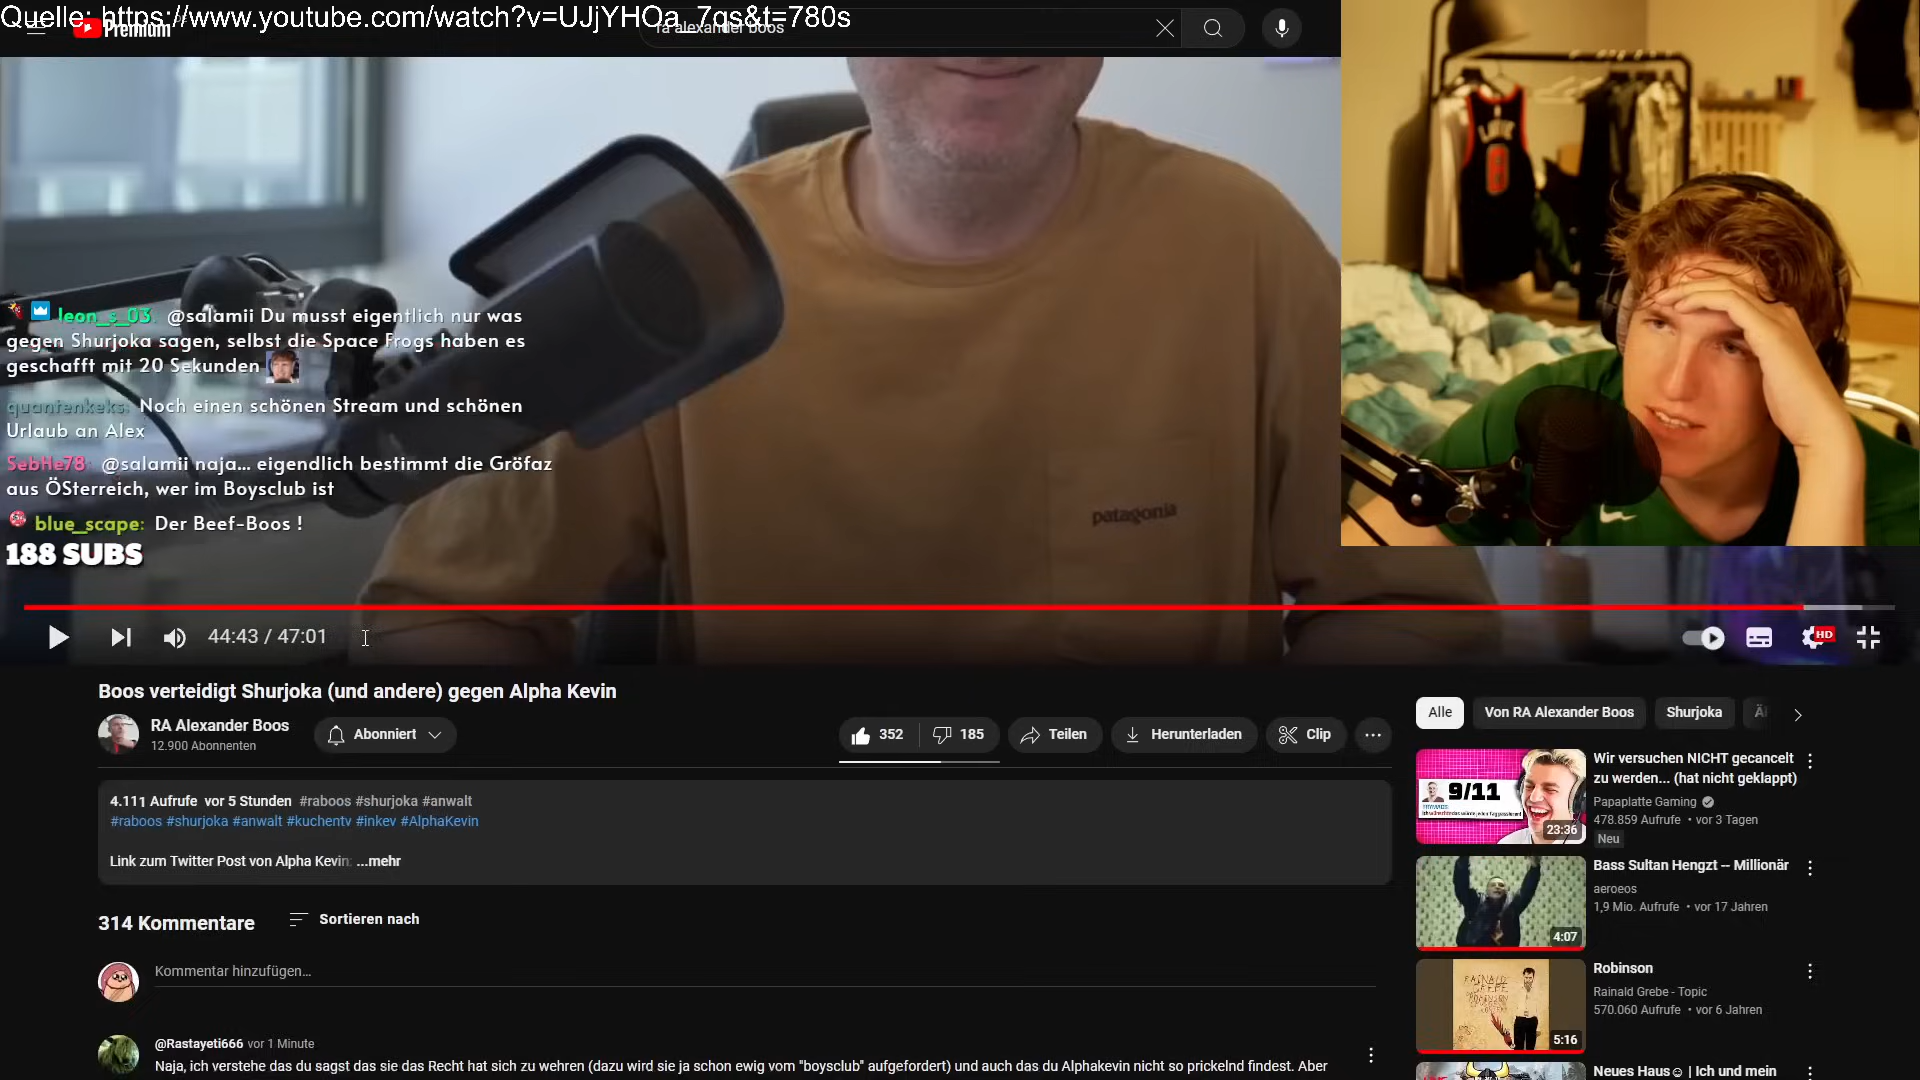 Quelle: https://www.youtube.com/watch?v=UJjYHOa_7qs&t=780s
Premium
ra alexander boos
LOVE
leon_s_03: @salamii Du musst eigentlich nur was
gegen Shurjoka sagen, selbst die Space Frogs haben es
geschafft mit 20 Sekunden
quantenkeks: Noch einen schönen Stream und schönen
Urlaub an Alex
SebHe78: @salamii naja... eigendlich bestimmt die Gröfaz
aus ÖSterreich, wer im Boysclub ist
blue_scape: Der Beef-Boos !
188 SUBS
patagonia
44:43 / 47:01
HD
Boos verteidigt Shurjoka (und andere) gegen Alpha Kevin
RA Alexander Boos
12.900 Abonnenten
Abonniert
352
185
Teilen
Herunterladen
Clip
4.111 Aufrufe vor 5 Stunden #raboos #shurjoka #anwalt
#raboos #shurjoka #anwalt #kuchentv #inkev #AlphaKevin
Link zum Twitter Post von Alpha Kevin: ...mehr
314 Kommentare
Sortieren nach
Kommentar hinzufügen...
@Rastayeti666 vor 1 Minute
Naja, ich verstehe das du sagst das sie das Recht hat sich zu wehren (dazu wird sie ja schon ewig vom "boysclub" aufgefordert) und auch das du Alphakevin nicht so prickelnd findest. Aber
Alle
Von RA Alexander Boos
Shurjoka
Äl
9/11
23:36
Wir versuchen NICHT gecancelt
zu werden... (hat nicht geklappt)
Papaplatte Gaming
478.859 Aufrufe • vor 3 Tagen
Neu
4:07
Bass Sultan Hengzt -- Millionär
aeroeos
1,9 Mio. Aufrufe • vor 17 Jahren
RAINALD
GREBE
5:16
Robinson
Rainald Grebe - Topic
570.060 Aufrufe • vor 6 Jahren
Neues Haus☺ | Ich und mein